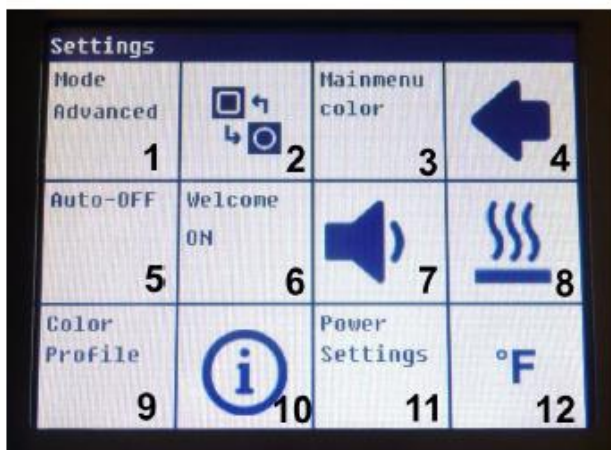 Settings
Mode
Advanced
1
2
Mainmenu
color
3
4
Auto-OFF
5
Welcome
ON
6
7
8
Color
Profile
9
i
10
Power
Settings
11
°F
12